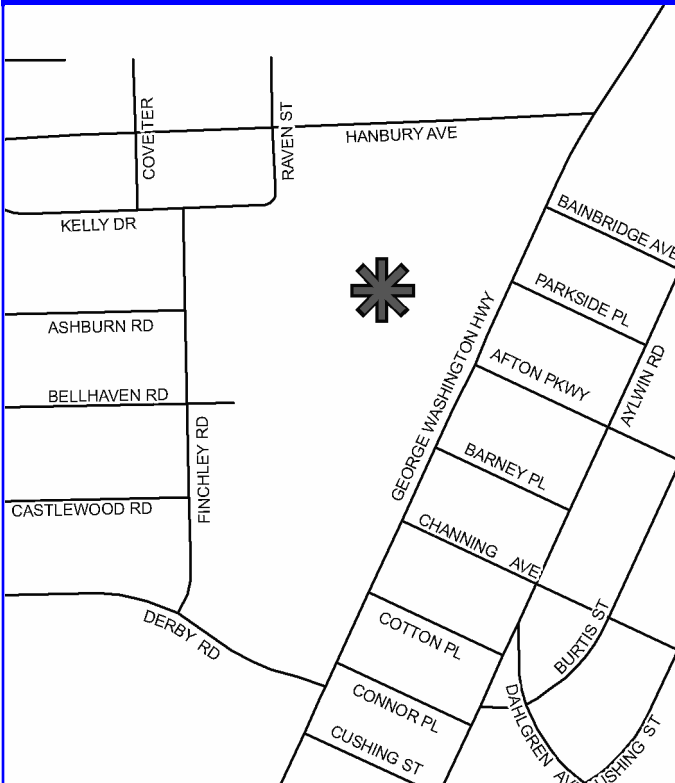 COVE TER
RAVEN ST
HANBURY AVE
KELLY DR
BAINBRIDGE AVE
PARKSIDE PL
ASHBURN RD
GEORGE WASHINGTON HWY
AFTON PKWY
AYLWIN RD
BELLHAVEN RD
FINCHLEY RD
BARNEY PL
CASTLEWOOD RD
CHANNING AVE
COTTON PL
DERBY RD
BURTIS ST
CONNOR PL
DAHLGREN AV
CUSHING ST
USHING ST